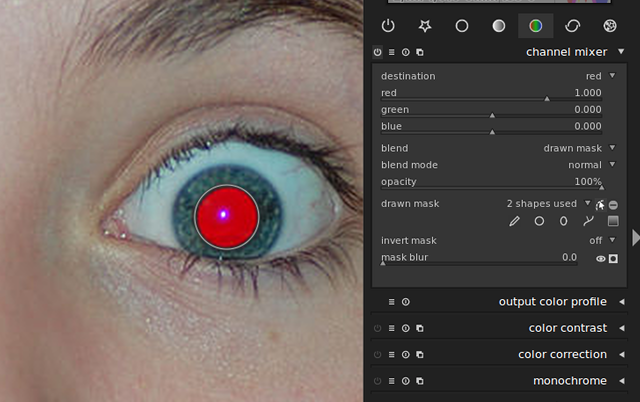 channel mixer
destination red
red 1.000
green 0.000
blue 0.000
blend drawn mask
blend mode normal
opacity 100%
drawn mask 2 shapes used
invert mask off
mask blur 0.0
output color profile
color contrast
color correction
monochrome